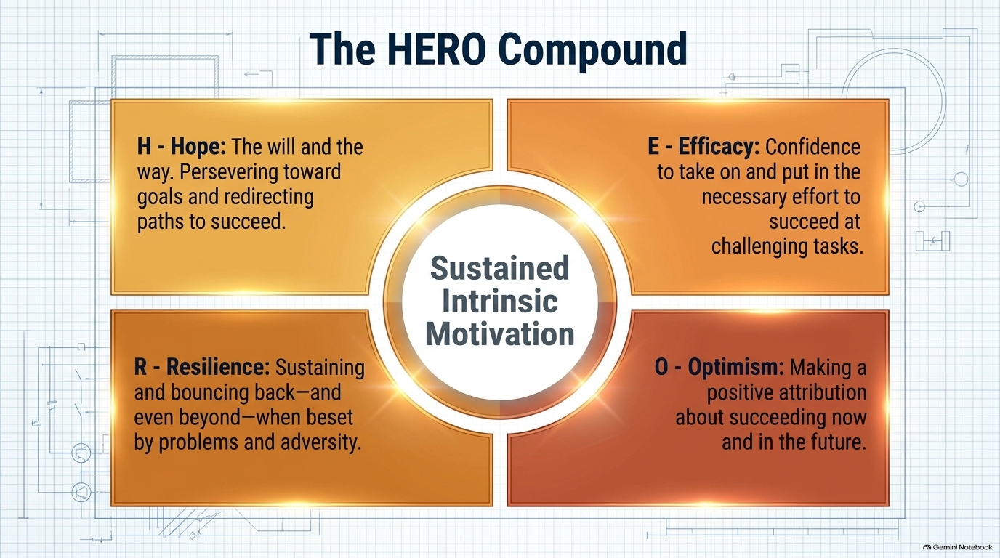 The HERO Compound
H - Hope: The will and the
way. Persevering toward
goals and redirecting
paths to succeed.
E - Efficacy: Confidence
to take on and put in the
necessary effort to
succeed at
challenging tasks.
Sustained
Intrinsic
Motivation
R - Resilience: Sustaining
and bouncing back—and
even beyond—when beset
by problems and adversity.
O - Optimism: Making a
positive attribution
about succeeding now
and in the future.
Gemini Notebook